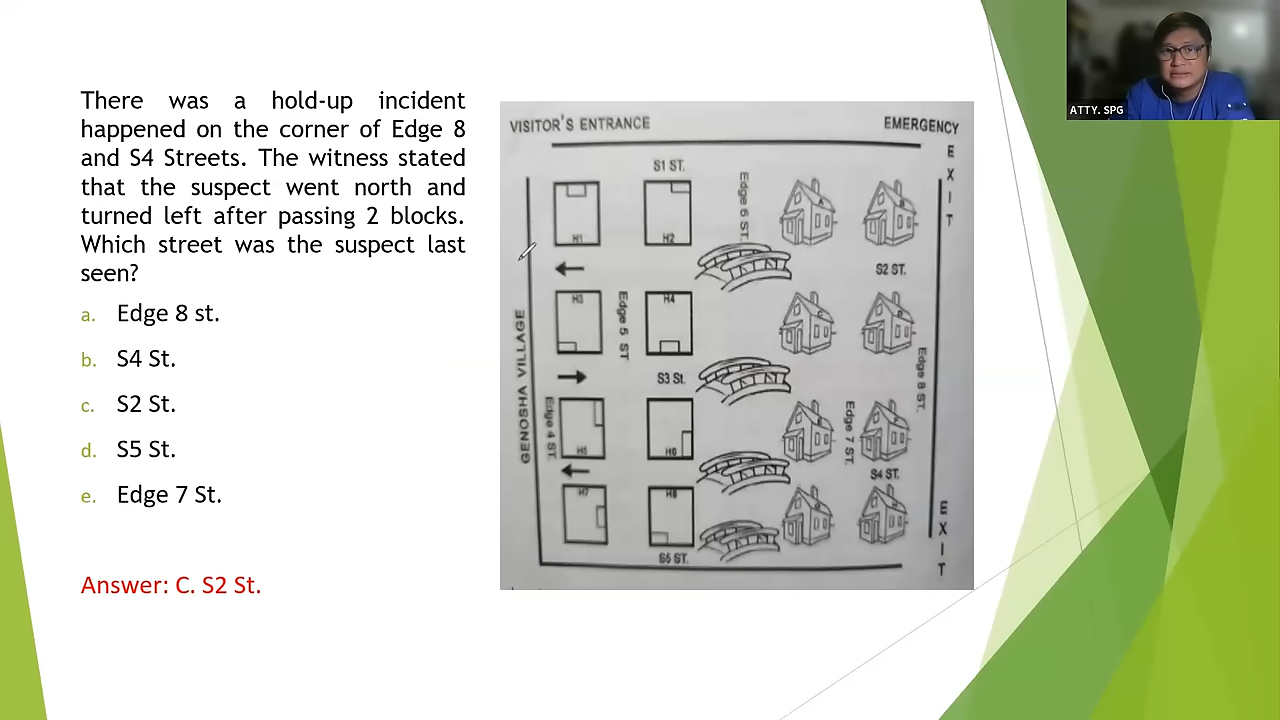 There was a hold-up incident
happened on the corner of Edge 8
and S4 Streets. The witness stated
that the suspect went north and
turned left after passing 2 blocks.
Which street was the suspect last
seen?
a. Edge 8 st.
b. S4 St.
c. S2 St.
d. S5 St.
e. Edge 7 St.
Answer: C. S2 St.
VISITOR'S ENTRANCE
EMERGENCY
EXIT
S1 ST.
Edge 6 ST.
H1
H2
A
S2 ST.
H3
H4
Edge 5 ST
Edge 8 ST.
GENOSHA VILLAGE
S3 St.
Edge 4 ST.
H5
H6
Edge 7 ST.
S4 ST.
H7
H8
EXIT
S5 ST.
ATTY. SPG